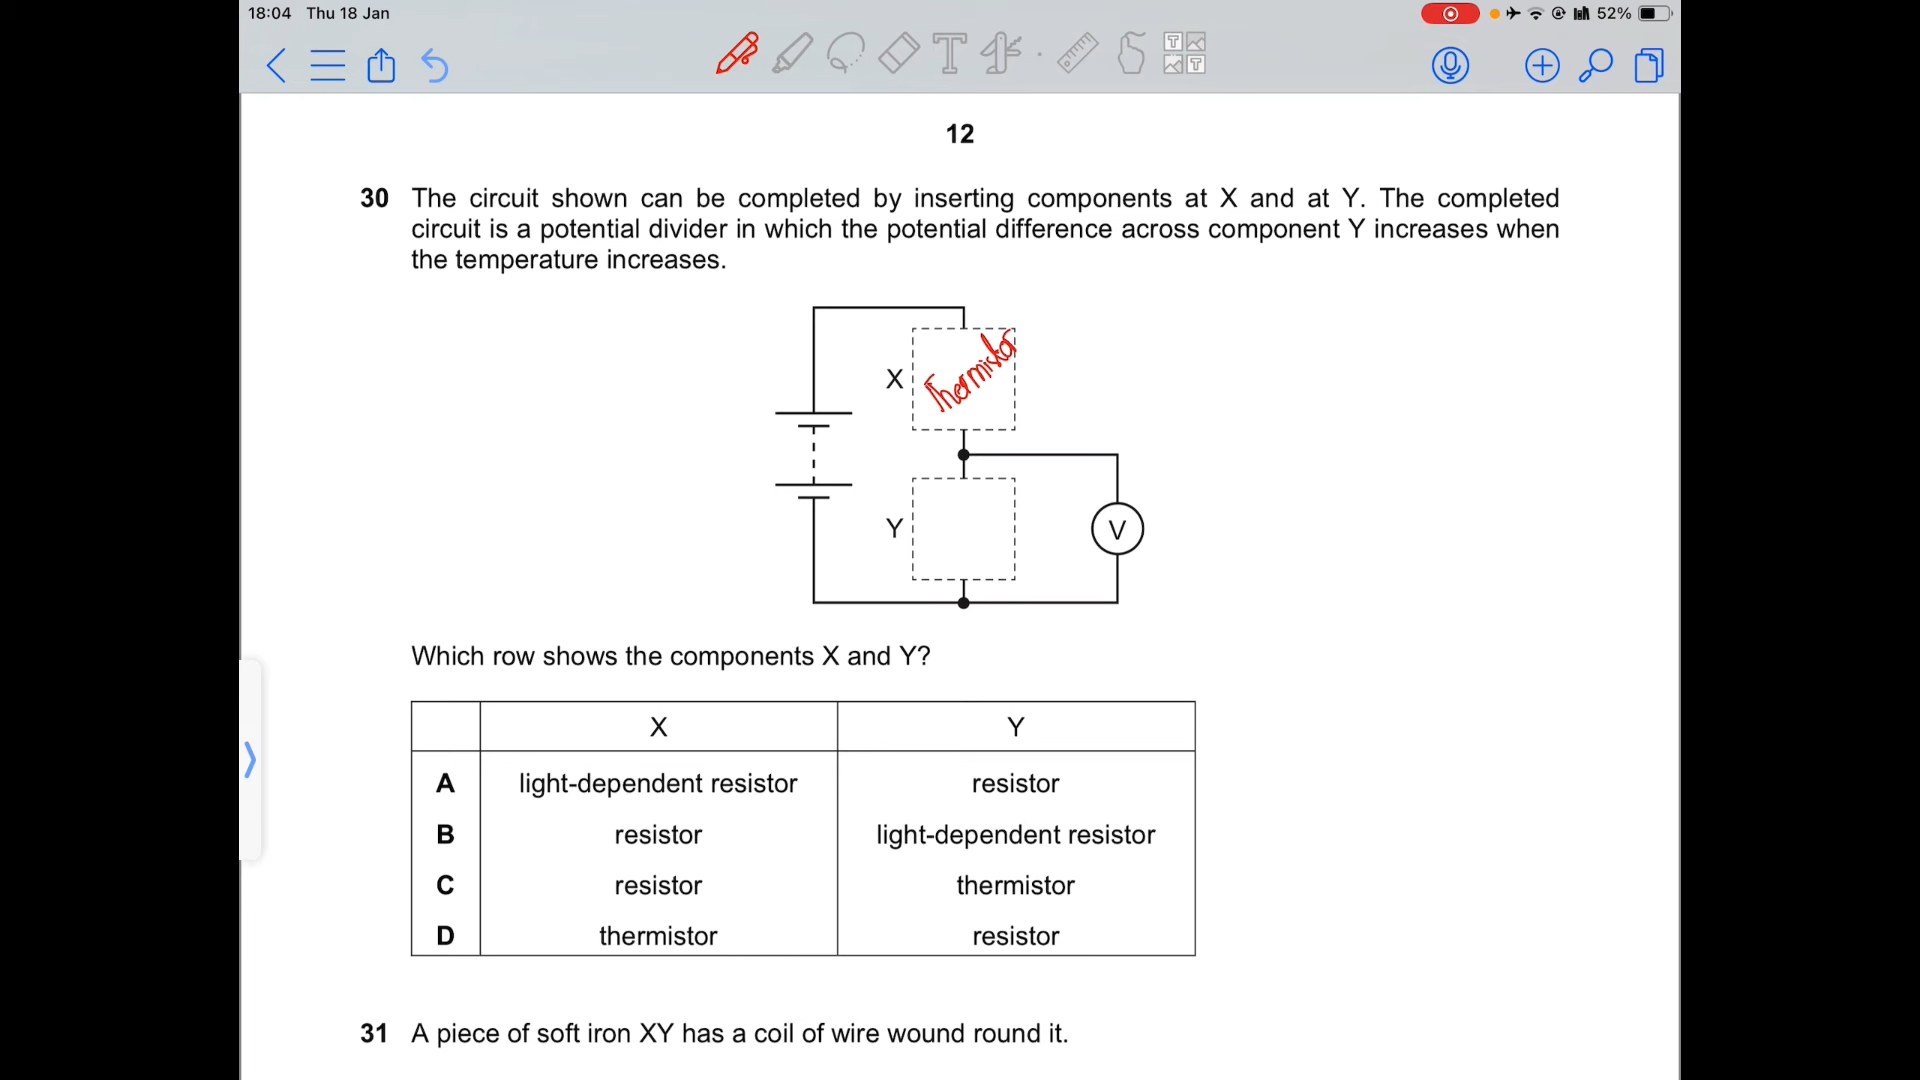 18:04 Thu 18 Jan
52%
12
30 The circuit shown can be completed by inserting components at X and at Y. The completed
circuit is a potential divider in which the potential difference across component Y increases when
the temperature increases.
X
Thermistor
Y
V
Which row shows the components X and Y?
X Y
A light-dependent resistor resistor
B resistor light-dependent resistor
C resistor thermistor
D thermistor resistor
31 A piece of soft iron XY has a coil of wire wound round it.